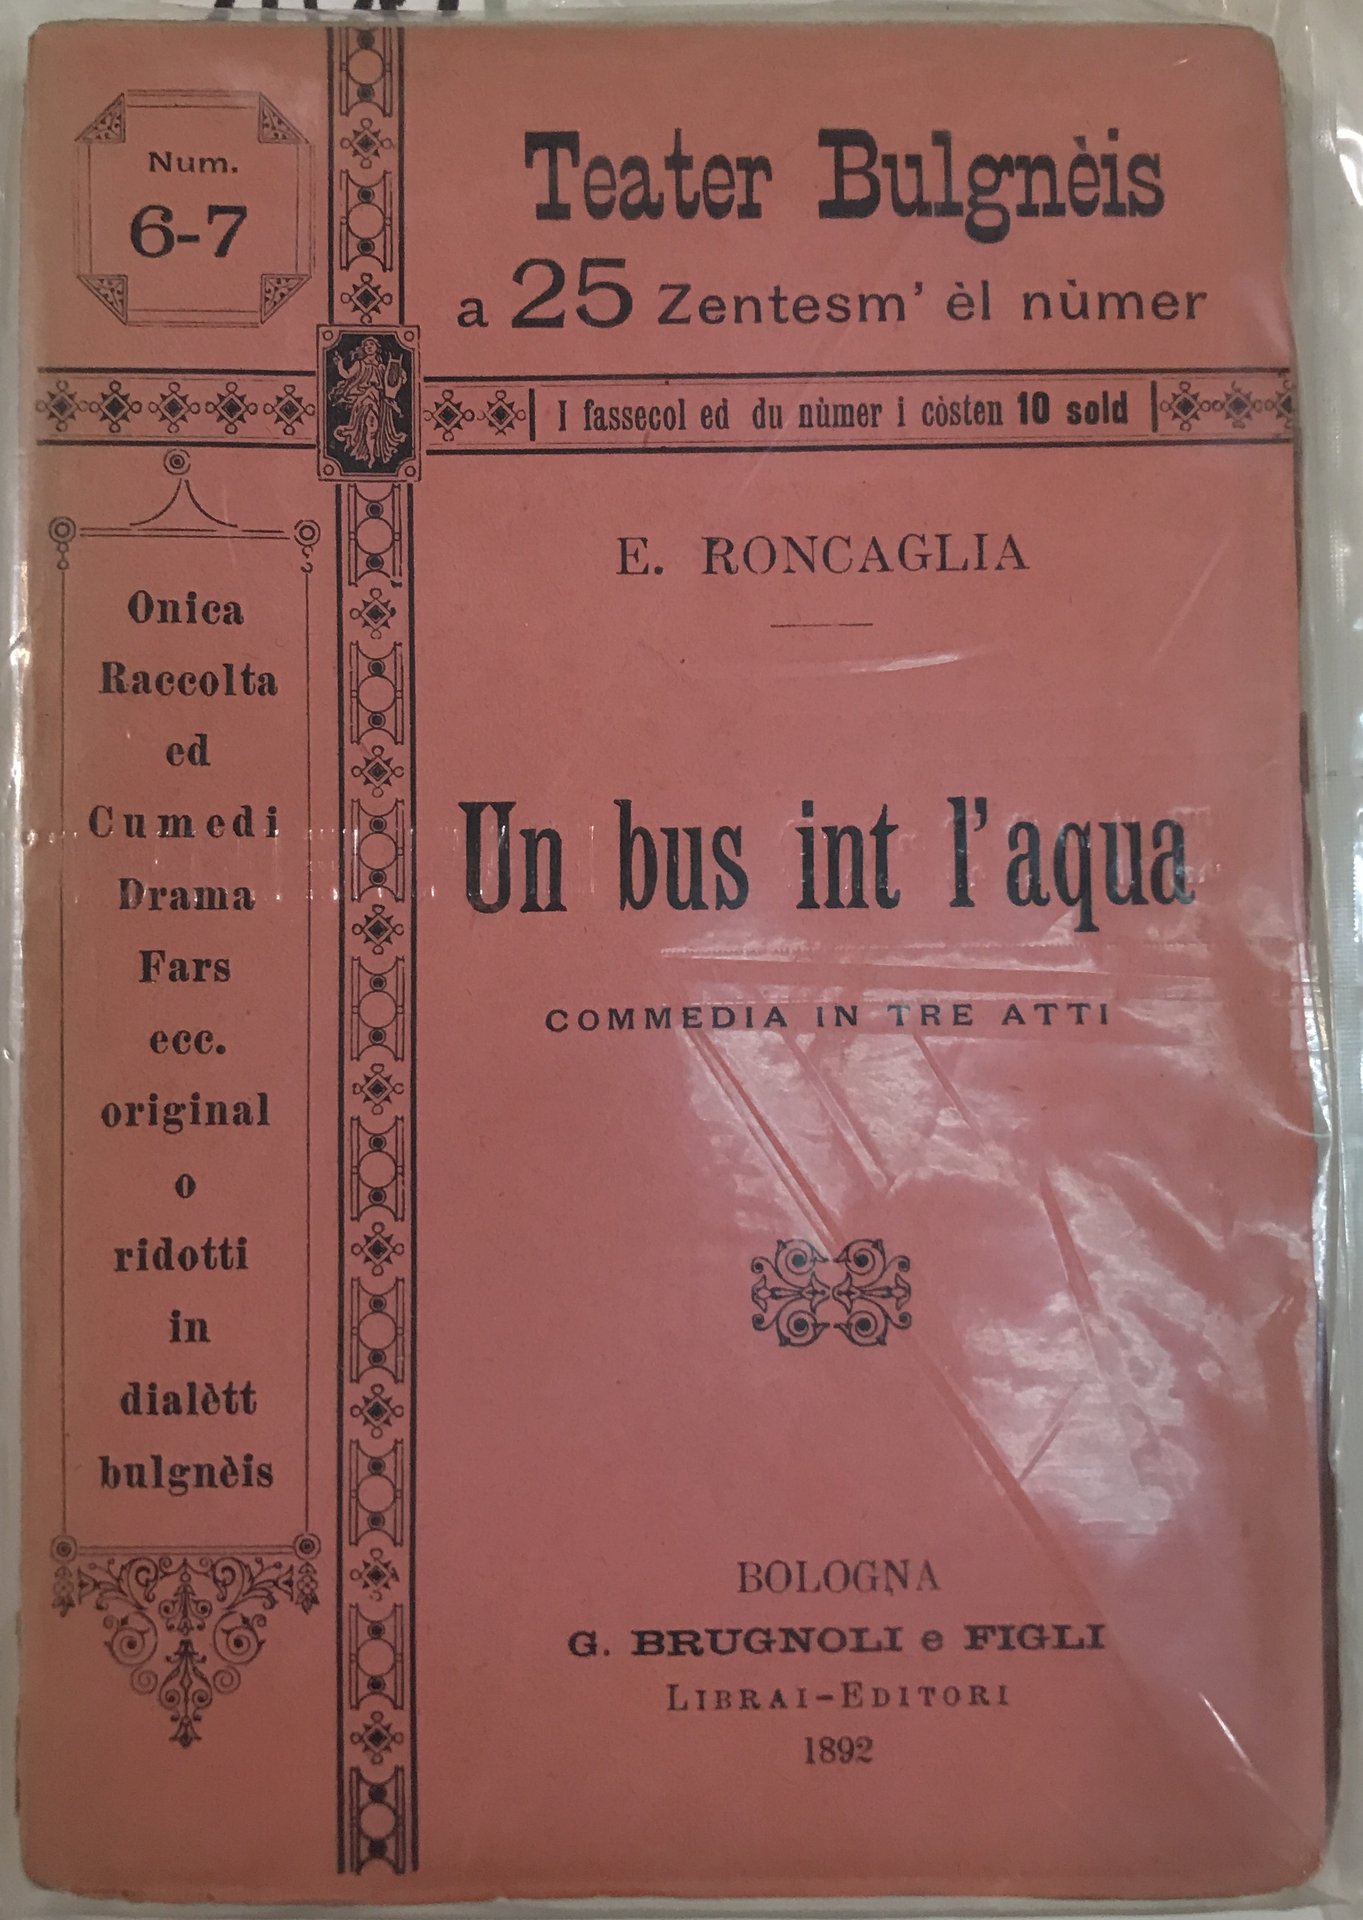 Num.
6-7
Teater Bulgnèis
a 25 Zentesm' èl nùmer
I fassecol ed du nùmer i còsten 10 sold
Onica
Raccolta
ed
Cumedi
Drama
Fars
ecc.
original
o
ridotti
in
dialètt
bulgnèis
E. RONCAGLIA
Un bus int l'aqua
COMMEDIA IN TRE ATTI
BOLOGNA
G. BRUGNOLI e FIGLI
LIBRAI-EDITORI
1892